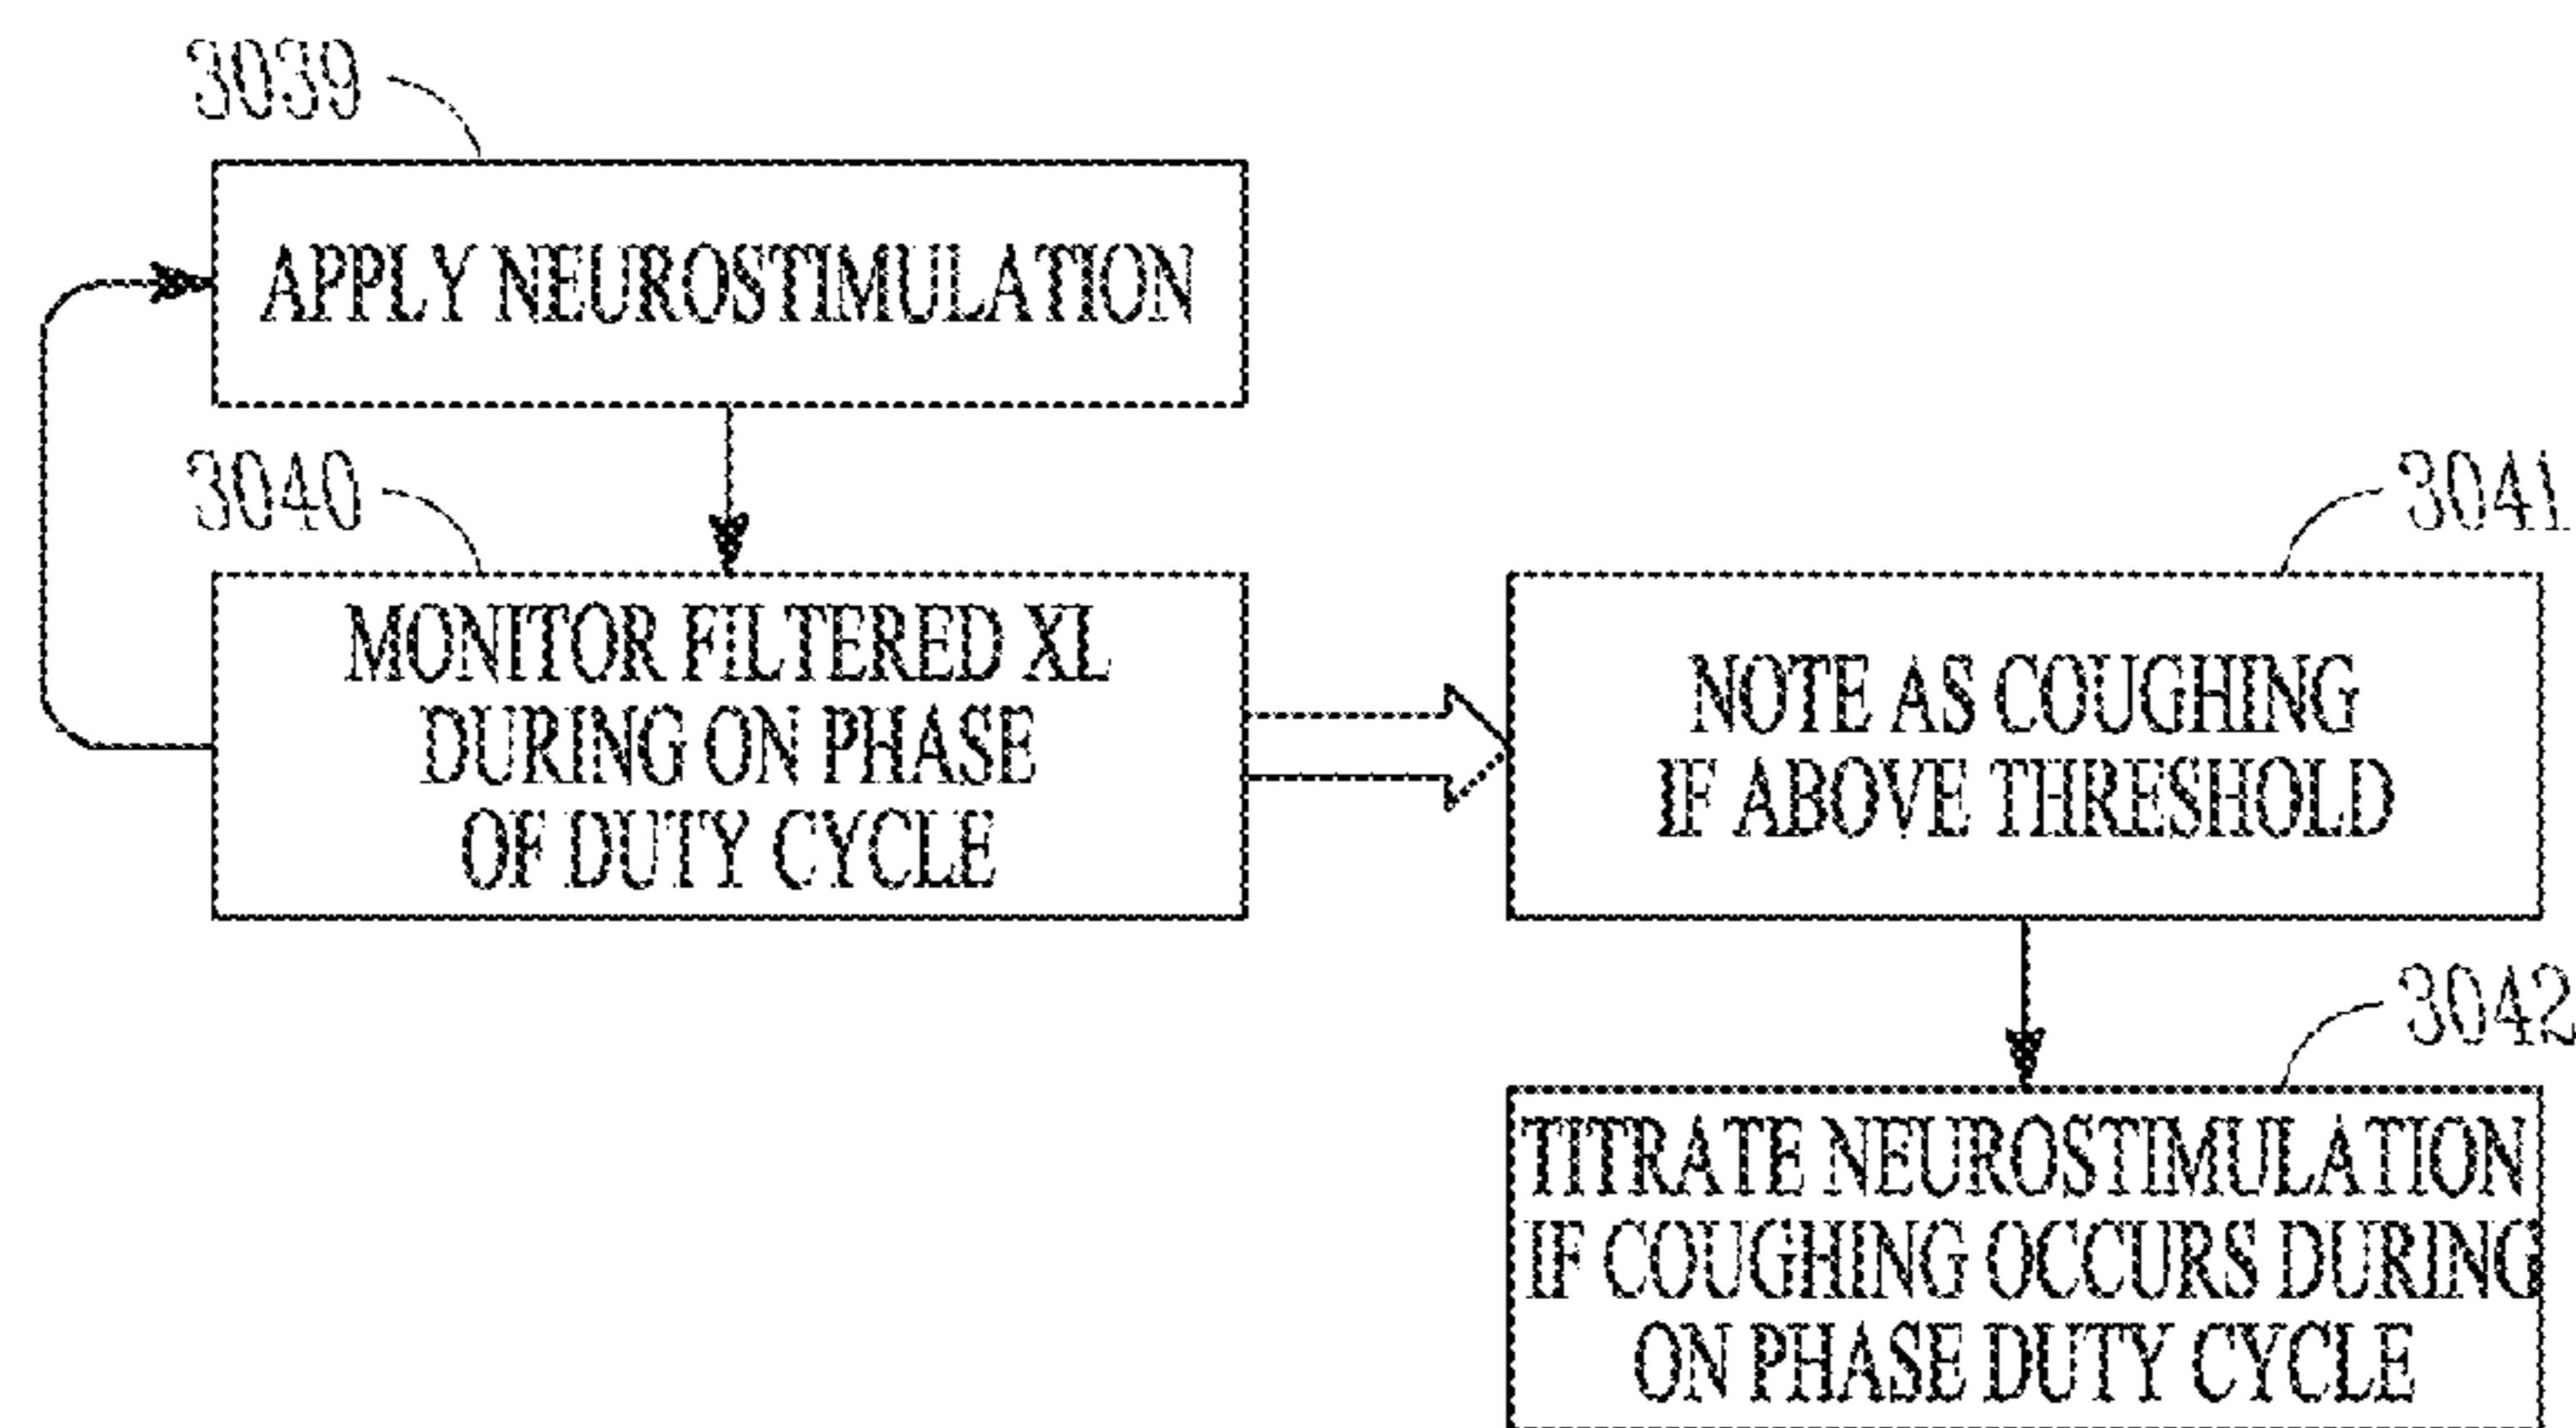 3039
APPLY NEUROSTIMULATION
3040
MONITOR FILTERED XL
DURING ON PHASE
OF DUTY CYCLE
3041
NOTE AS COUGHING
IF ABOVE THRESHOLD
3042
TITRATE NEUROSTIMULATION
IF COUGHING OCCURS DURING
ON PHASE DUTY CYCLE